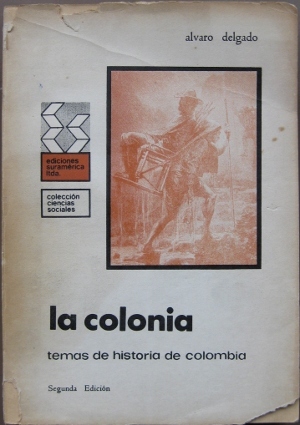 alvaro delgado
ediciones
suramérica
ltda.
colección
ciencias
sociales
la colonia
temas de historia de colombia
Segunda Edición